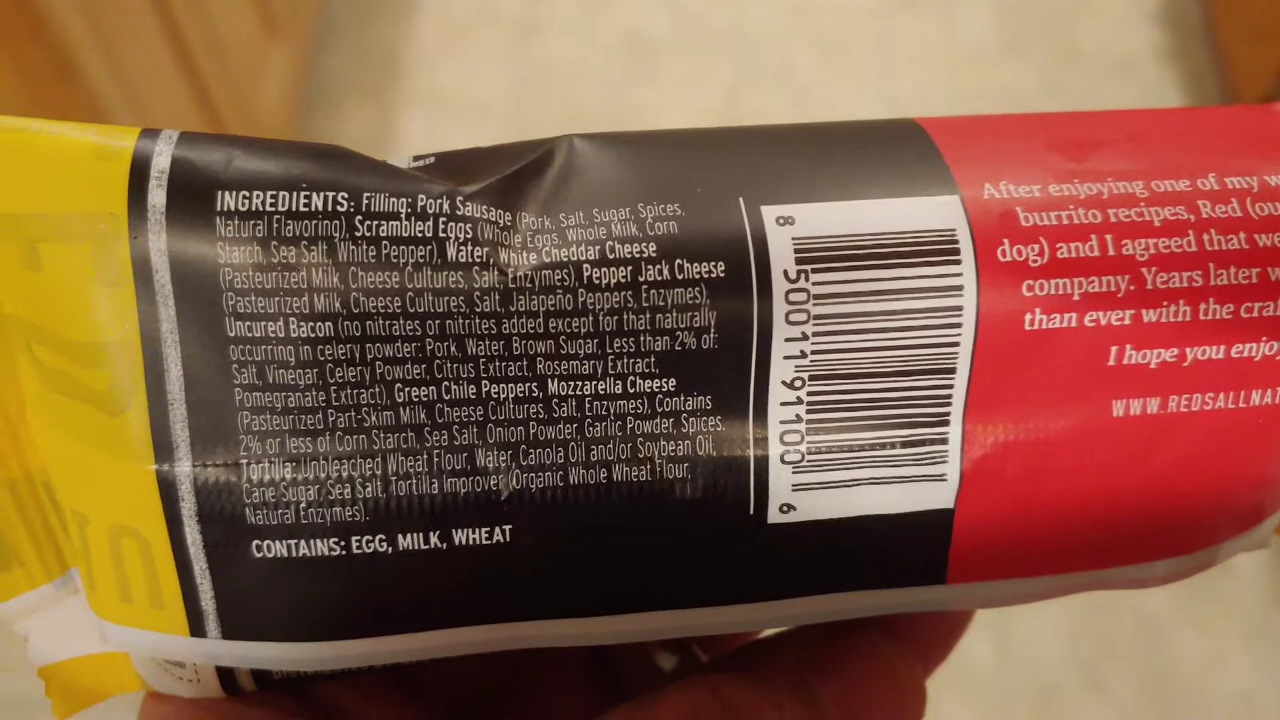 INGREDIENTS: Filling: Pork Sausage (Pork, Salt, Sugar, Spices,
Natural Flavoring), Scrambled Eggs (Whole Eggs, Whole Milk, Corn
Starch, Sea Salt, White Pepper), Water, White Cheddar Cheese
(Pasteurized Milk, Cheese Cultures, Salt, Enzymes), Pepper Jack Cheese
(Pasteurized Milk, Cheese Cultures, Salt, Jalapeño Peppers, Enzymes),
Uncured Bacon (no nitrates or nitrites added except for that naturally
occurring in celery powder: Pork, Water, Brown Sugar, Less than 2% of:
Salt, Vinegar, Celery Powder, Citrus Extract, Rosemary Extract,
Pomegranate Extract), Green Chile Peppers, Mozzarella Cheese
(Pasteurized Part-Skim Milk, Cheese Cultures, Salt, Enzymes), Contains
2% or less of Corn Starch, Sea Salt, Onion Powder, Garlic Powder, Spices.
Tortilla: Unbleached Wheat Flour, Water, Canola Oil and/or Soybean Oil,
Cane Sugar, Sea Salt, Tortilla Improver (Organic Whole Wheat Flour,
Natural Enzymes).
CONTAINS: EGG, MILK, WHEAT
8 50011 91100 6
After enjoying one of my
burrito recipes, Red (ou
dog) and I agreed that we
company. Years later
than ever with the cra
I hope you enjo
WWW.REDSALLNAT